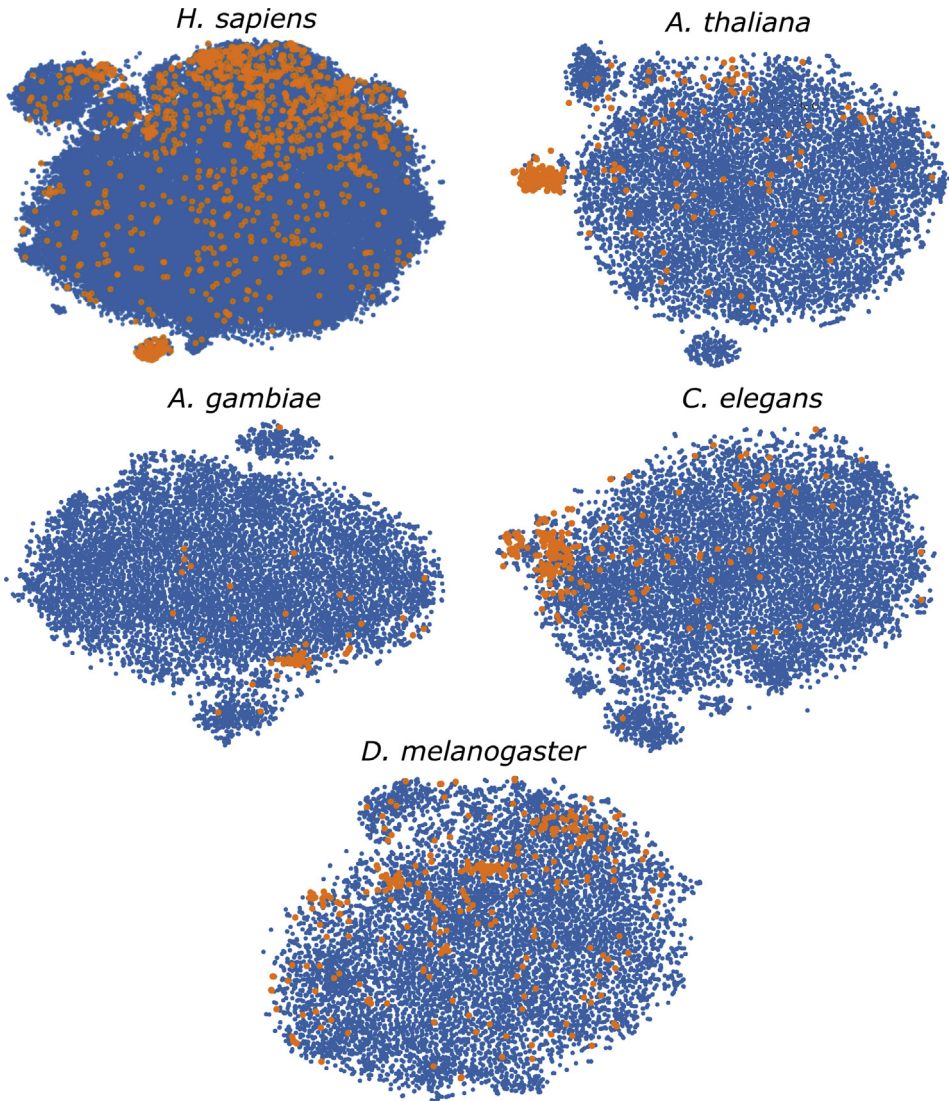 H. sapiens
A. thaliana
A. gambiae
C. elegans
D. melanogaster